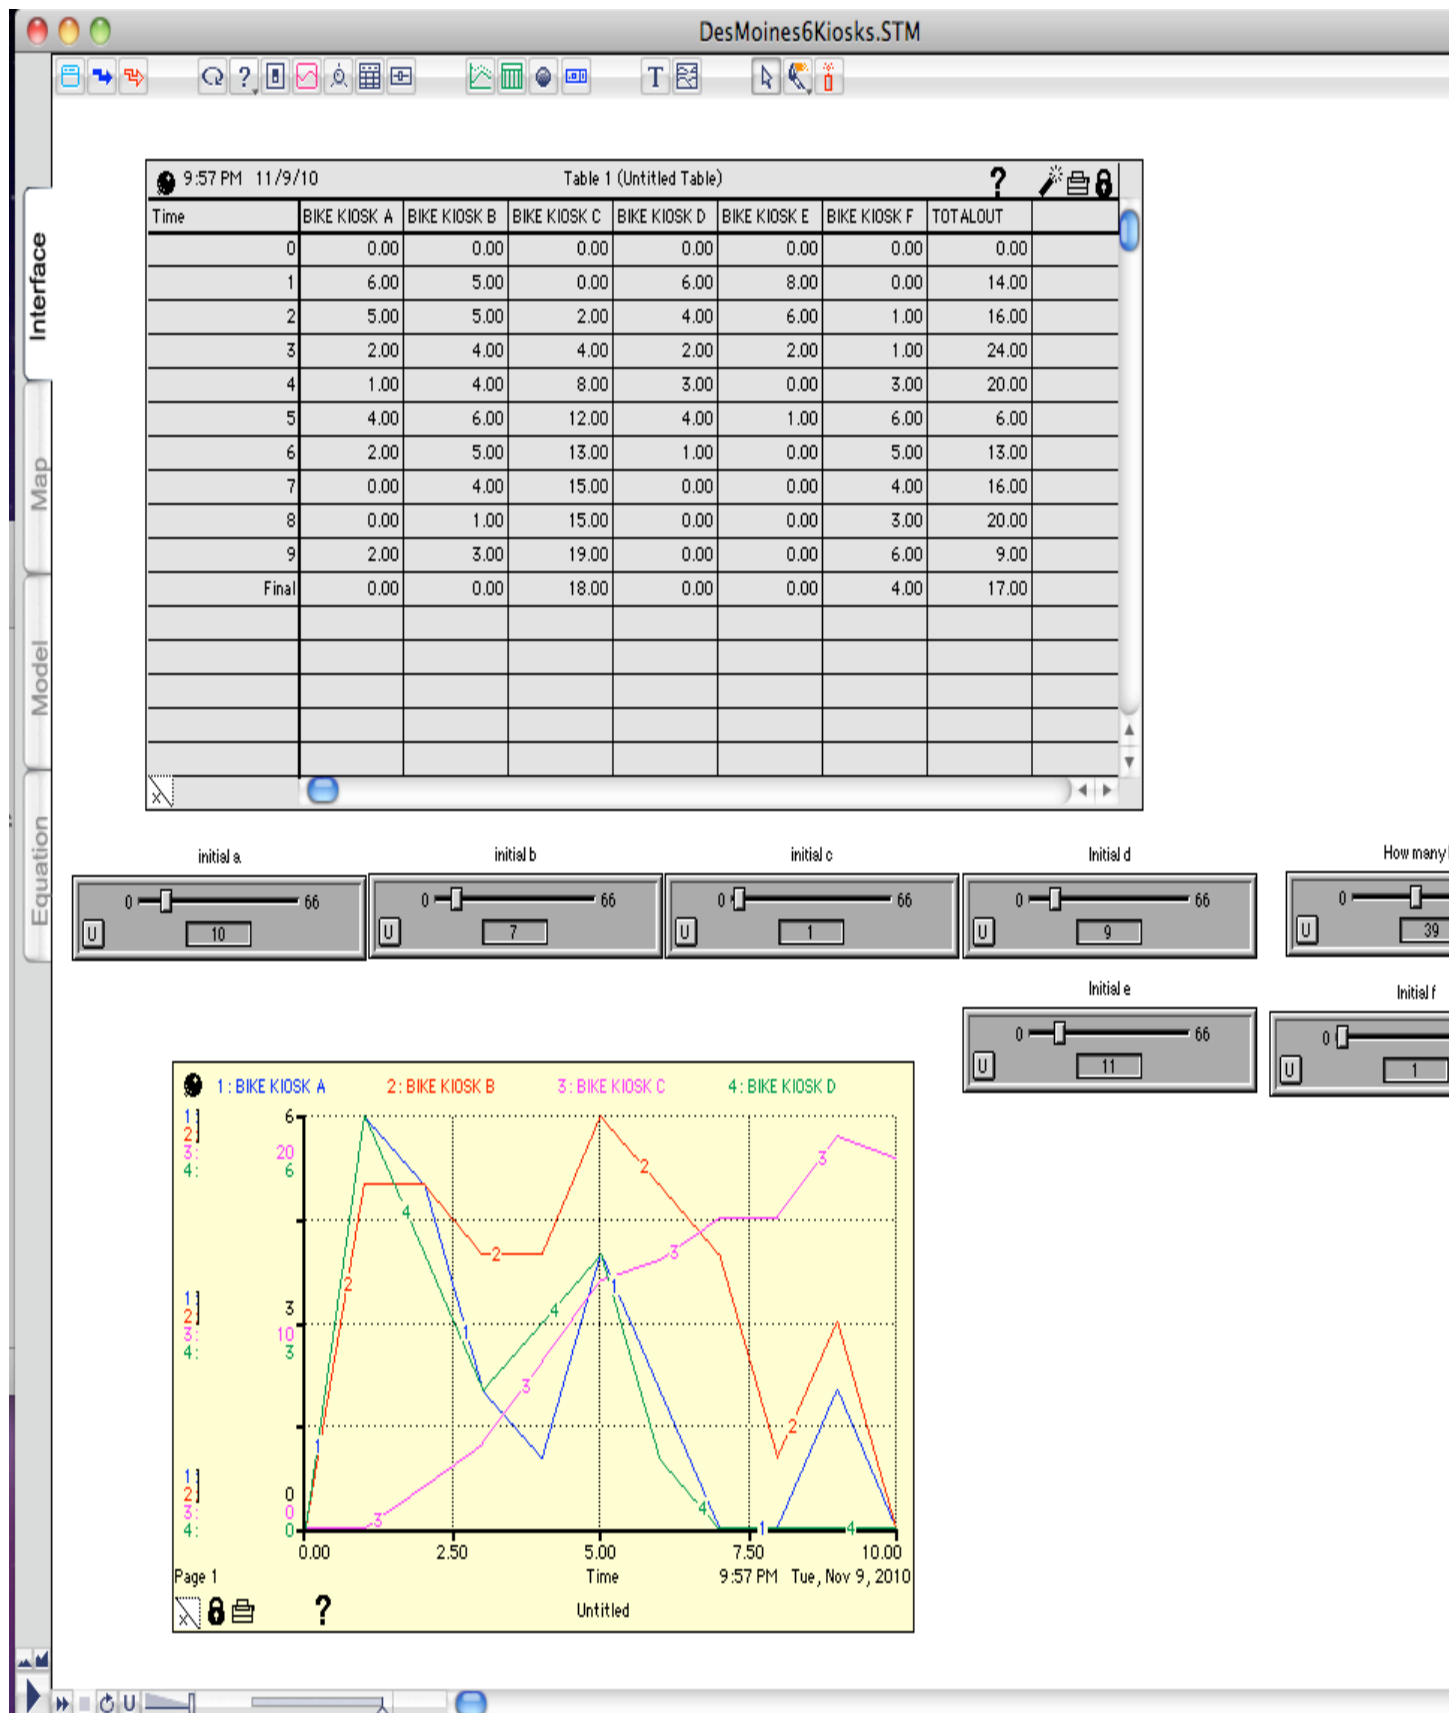 DesMoines6Kiosks.STM
Interface
Map
Model
Equation
9:57 PM 11/9/10 Table 1 (Untitled Table) ?
Time BIKE KIOSK A BIKE KIOSK B BIKE KIOSK C BIKE KIOSK D BIKE KIOSK E BIKE KIOSK F TOTALOUT
0 0.00 0.00 0.00 0.00 0.00 0.00 0.00
1 6.00 5.00 0.00 6.00 8.00 0.00 14.00
2 5.00 5.00 2.00 4.00 6.00 1.00 16.00
3 2.00 4.00 4.00 2.00 2.00 1.00 24.00
4 1.00 4.00 8.00 3.00 0.00 3.00 20.00
5 4.00 6.00 12.00 4.00 1.00 6.00 6.00
6 2.00 5.00 13.00 1.00 0.00 5.00 13.00
7 0.00 4.00 15.00 0.00 0.00 4.00 16.00
8 0.00 1.00 15.00 0.00 0.00 3.00 20.00
9 2.00 3.00 19.00 0.00 0.00 6.00 9.00
Final 0.00 0.00 18.00 0.00 0.00 4.00 17.00
initial a initial b initial c Initial d How many
0 66 0 66 0 66 0 66 0
U 10 U 7 U 1 U 9 U 39
Initial e Initial f
0 66 0
U 11 U 1
1: BIKE KIOSK A 2: BIKE KIOSK B 3: BIKE KIOSK C 4: BIKE KIOSK D
1: 6
2:
3: 20
4: 6
1: 3
2:
3: 10
4: 3
1: 0
2:
3: 0
4: 0
0.00 2.50 5.00 7.50 10.00
Page 1 Time 9:57 PM Tue, Nov 9, 2010
? Untitled
U